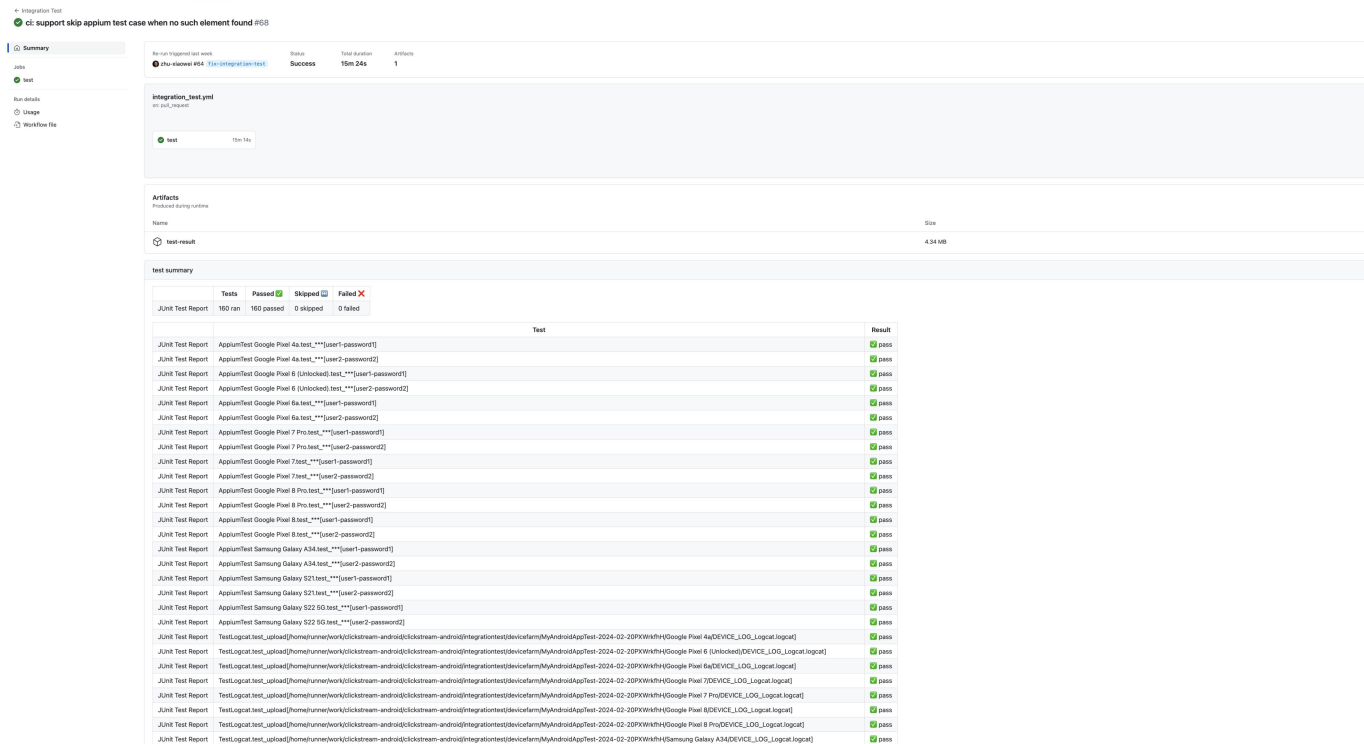 ← Integration Test
ci: support skip appium test case when no such element found #68
Summary
Jobs
test
Run details
Usage
Workflow file
Re-run triggered last week Status Total duration Artifacts
zhu-xiaowei #64 fix-integration-test Success 15m 24s 1
integration_test.yml
on: pull_request
test 15m 14s
Artifacts
Produced during runtime
Name Size
test-result 4.34 MB
test summary
Tests Passed ✅ Skipped Failed ❌
JUnit Test Report 160 ran 160 passed 0 skipped 0 failed
Test Result
JUnit Test Report AppiumTest Google Pixel 4a.test_***[user1-password1] ✅ pass
JUnit Test Report AppiumTest Google Pixel 4a.test_***[user2-password2] ✅ pass
JUnit Test Report AppiumTest Google Pixel 6 (Unlocked).test_***[user1-password1] ✅ pass
JUnit Test Report AppiumTest Google Pixel 6 (Unlocked).test_***[user2-password2] ✅ pass
JUnit Test Report AppiumTest Google Pixel 6a.test_***[user1-password1] ✅ pass
JUnit Test Report AppiumTest Google Pixel 6a.test_***[user2-password2] ✅ pass
JUnit Test Report AppiumTest Google Pixel 7 Pro.test_***[user1-password1] ✅ pass
JUnit Test Report AppiumTest Google Pixel 7 Pro.test_***[user2-password2] ✅ pass
JUnit Test Report AppiumTest Google Pixel 7.test_***[user1-password1] ✅ pass
JUnit Test Report AppiumTest Google Pixel 7.test_***[user2-password2] ✅ pass
JUnit Test Report AppiumTest Google Pixel 8 Pro.test_***[user1-password1] ✅ pass
JUnit Test Report AppiumTest Google Pixel 8 Pro.test_***[user2-password2] ✅ pass
JUnit Test Report AppiumTest Google Pixel 8.test_***[user1-password1] ✅ pass
JUnit Test Report AppiumTest Google Pixel 8.test_***[user2-password2] ✅ pass
JUnit Test Report AppiumTest Samsung Galaxy A34.test_***[user1-password1] ✅ pass
JUnit Test Report AppiumTest Samsung Galaxy A34.test_***[user2-password2] ✅ pass
JUnit Test Report AppiumTest Samsung Galaxy S21.test_***[user1-password1] ✅ pass
JUnit Test Report AppiumTest Samsung Galaxy S21.test_***[user2-password2] ✅ pass
JUnit Test Report AppiumTest Samsung Galaxy S22 5G.test_***[user1-password1] ✅ pass
JUnit Test Report AppiumTest Samsung Galaxy S22 5G.test_***[user2-password2] ✅ pass
JUnit Test Report TestLogcat.test_upload[/home/runner/work/clickstream-android/clickstream-android/integrationtest/devicefarm/MyAndroidAppTest-2024-02-20PXWrkfhH/Google Pixel 4a/DEVICE_LOG_Logcat.logcat] ✅ pass
JUnit Test Report TestLogcat.test_upload[/home/runner/work/clickstream-android/clickstream-android/integrationtest/devicefarm/MyAndroidAppTest-2024-02-20PXWrkfhH/Google Pixel 6 (Unlocked)/DEVICE_LOG_Logcat.logcat] ✅ pass
JUnit Test Report TestLogcat.test_upload[/home/runner/work/clickstream-android/clickstream-android/integrationtest/devicefarm/MyAndroidAppTest-2024-02-20PXWrkfhH/Google Pixel 6a/DEVICE_LOG_Logcat.logcat] ✅ pass
JUnit Test Report TestLogcat.test_upload[/home/runner/work/clickstream-android/clickstream-android/integrationtest/devicefarm/MyAndroidAppTest-2024-02-20PXWrkfhH/Google Pixel 7/DEVICE_LOG_Logcat.logcat] ✅ pass
JUnit Test Report TestLogcat.test_upload[/home/runner/work/clickstream-android/clickstream-android/integrationtest/devicefarm/MyAndroidAppTest-2024-02-20PXWrkfhH/Google Pixel 7 Pro/DEVICE_LOG_Logcat.logcat] ✅ pass
JUnit Test Report TestLogcat.test_upload[/home/runner/work/clickstream-android/clickstream-android/integrationtest/devicefarm/MyAndroidAppTest-2024-02-20PXWrkfhH/Google Pixel 8/DEVICE_LOG_Logcat.logcat] ✅ pass
JUnit Test Report TestLogcat.test_upload[/home/runner/work/clickstream-android/clickstream-android/integrationtest/devicefarm/MyAndroidAppTest-2024-02-20PXWrkfhH/Google Pixel 8 Pro/DEVICE_LOG_Logcat.logcat] ✅ pass
JUnit Test Report TestLogcat.test_upload[/home/runner/work/clickstream-android/clickstream-android/integrationtest/devicefarm/MyAndroidAppTest-2024-02-20PXWrkfhH/Samsung Galaxy A34/DEVICE_LOG_Logcat.logcat] ✅ pass